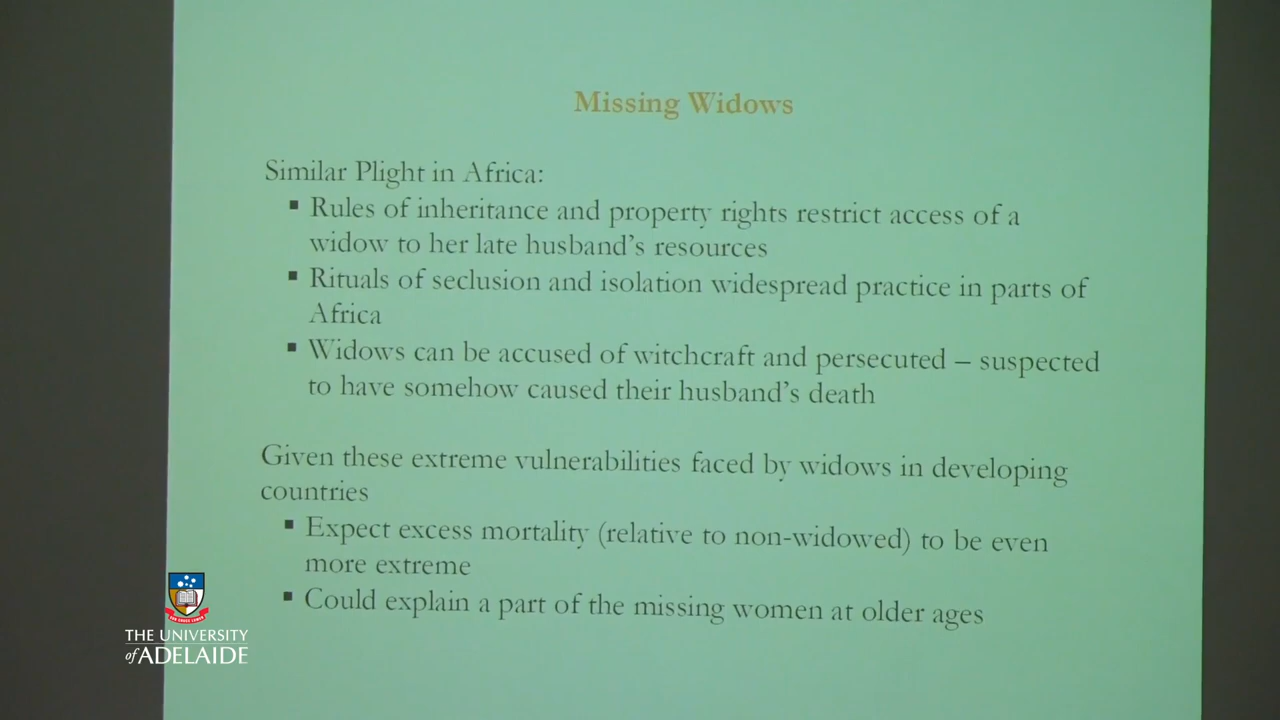 Missing Widows
Similar Plight in Africa:
▪ Rules of inheritance and property rights restrict access of a
widow to her late husband's resources
▪ Rituals of seclusion and isolation widespread practice in parts of
Africa
▪ Widows can be accused of witchcraft and persecuted – suspected
to have somehow caused their husband's death
Given these extreme vulnerabilities faced by widows in developing
countries
▪ Expect excess mortality (relative to non-widowed) to be even
more extreme
▪ Could explain a part of the missing women at older ages
THE UNIVERSITY
of ADELAIDE